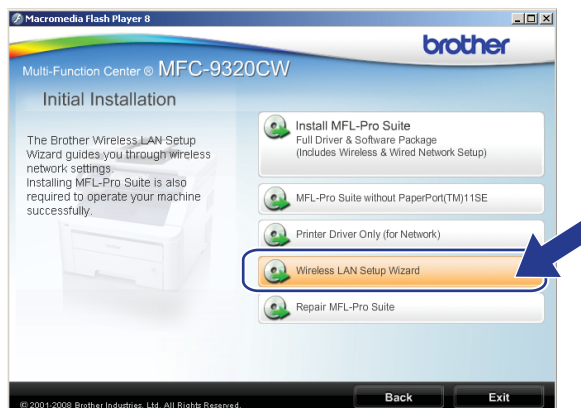 Macromedia Flash Player 8
brother
Multi-Function Center ® MFC-9320CW
Initial Installation
The Brother Wireless LAN Setup
Wizard guides you through wireless
network settings.
Installing MFL-Pro Suite is also
required to operate your machine
successfully.
Install MFL-Pro Suite
Full Driver & Software Package
(Includes Wireless & Wired Network Setup)
MFL-Pro Suite without PaperPort(TM)11SE
Printer Driver Only (for Network)
Wireless LAN Setup Wizard
Repair MFL-Pro Suite
© 2001-2008 Brother Industries, Ltd. All Rights Reserved.
Back
Exit